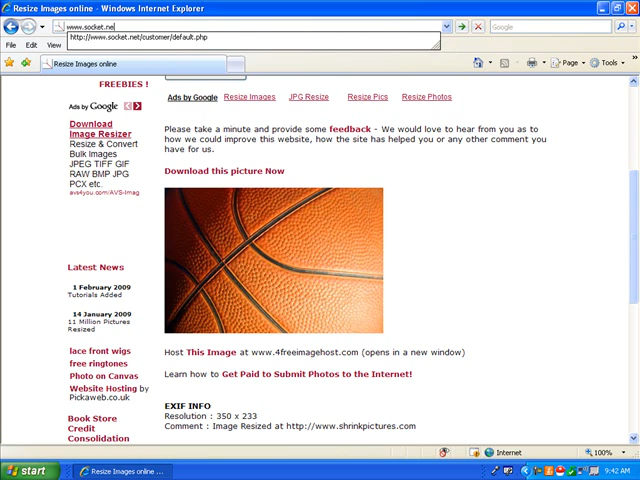 Resize Images online - Windows Internet Explorer
www.socket.ne
Google
http://www.socket.net/customer/default.php
File Edit View
Resize Images online
Page Tools
FREEBIES !
Ads by Google
Download
Image Resizer
Resize & Convert
Bulk Images
JPEG TIFF GIF
RAW BMP JPG
PCX etc.
avs4you.com/AVS-Imag
Latest News
1 February 2009
Tutorials Added
14 January 2009
11 Million Pictures
Resized
lace front wigs
free ringtones
Photo on Canvas
Website Hosting by
Pickaweb.co.uk
Book Store
Credit
Consolidation
Ads by Google Resize Images JPG Resize Resize Pics Resize Photos
Please take a minute and provide some feedback - We would love to hear from you as to
how we could improve this website, how the site has helped you or any other comment you
have for us.
Download this picture Now
Host This Image at www.4freeimagehost.com (opens in a new window)
Learn how to Get Paid to Submit Photos to the Internet!
EXIF INFO
Resolution : 350 x 233
Comment : Image Resized at http://www.shrinkpictures.com
Internet
100%
start
Resize Images online ...
9:42 AM